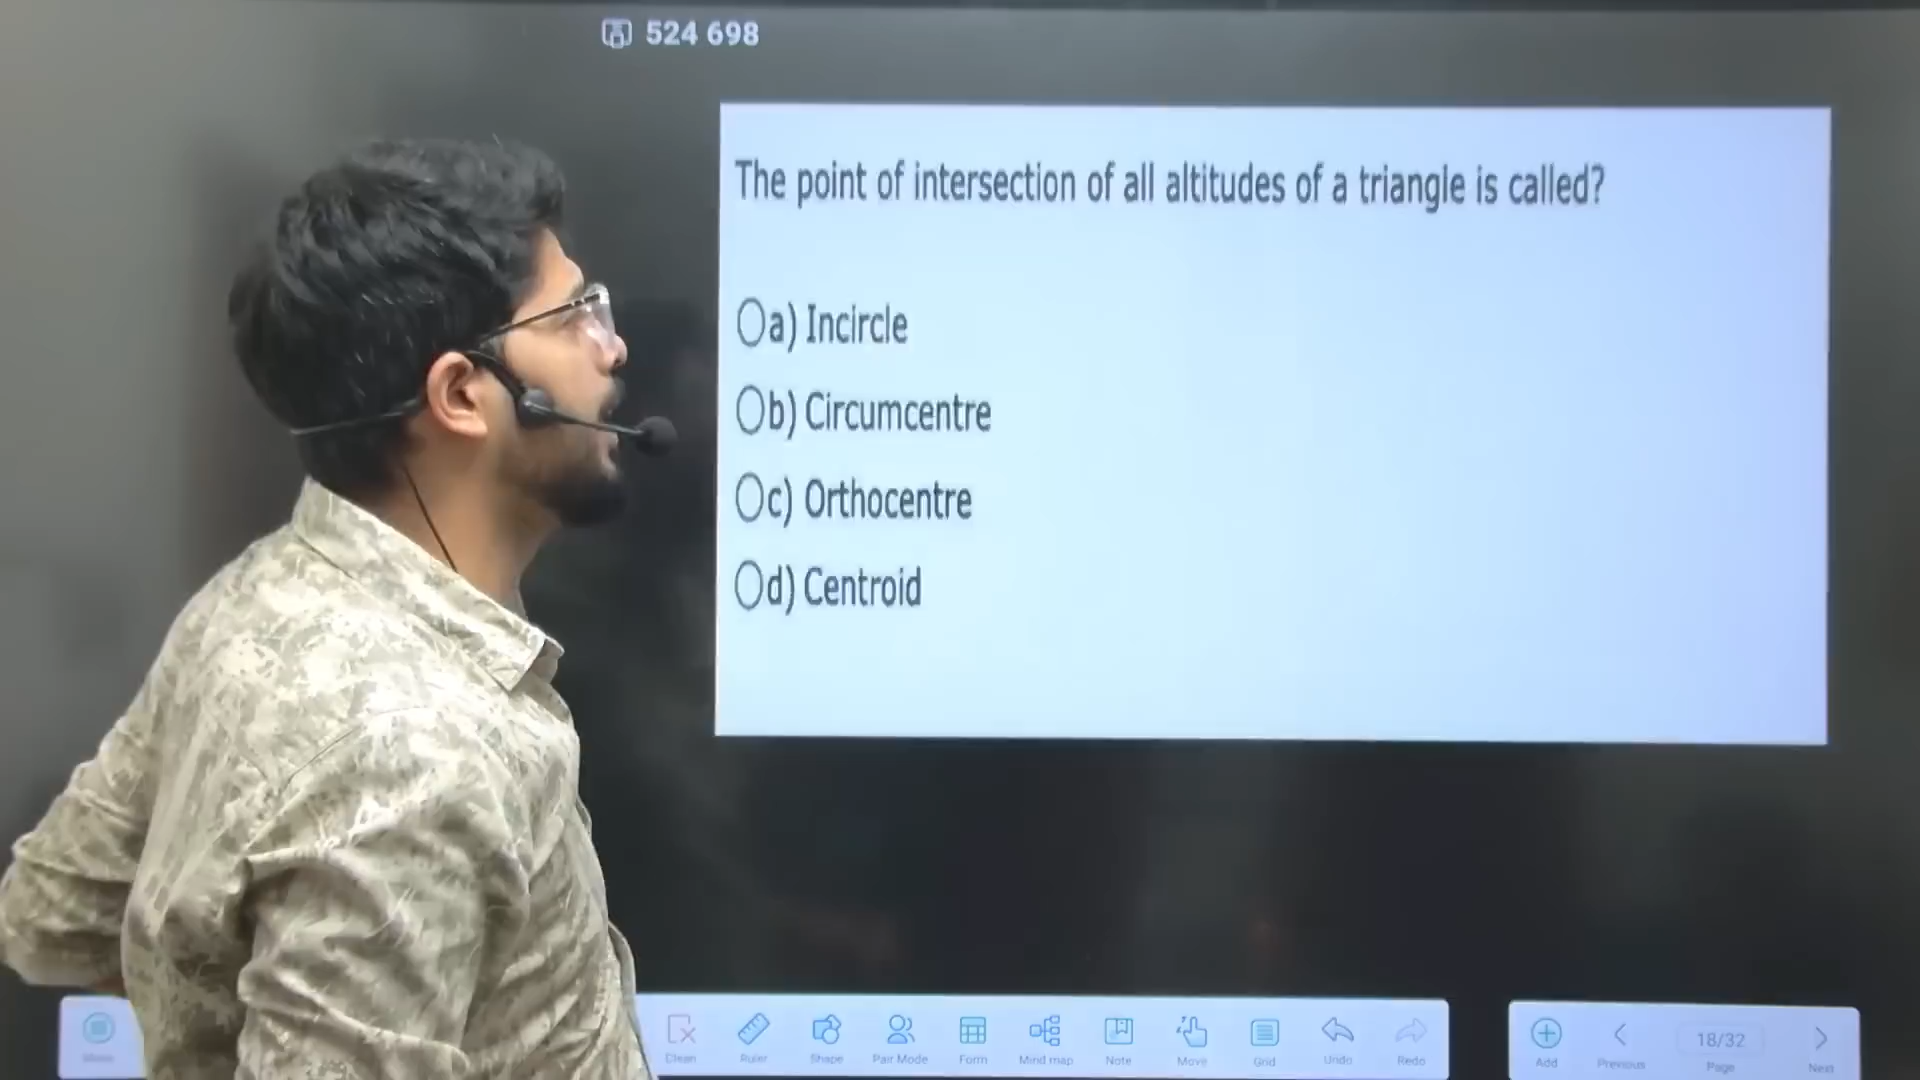 524 698
The point of intersection of all altitudes of a triangle is called?
a) Incircle
b) Circumcentre
c) Orthocentre
d) Centroid
Clean Ruler Shape Pair Mode Form Mind map Note Move Grid Undo Redo Add Previous 18/32 Page Next